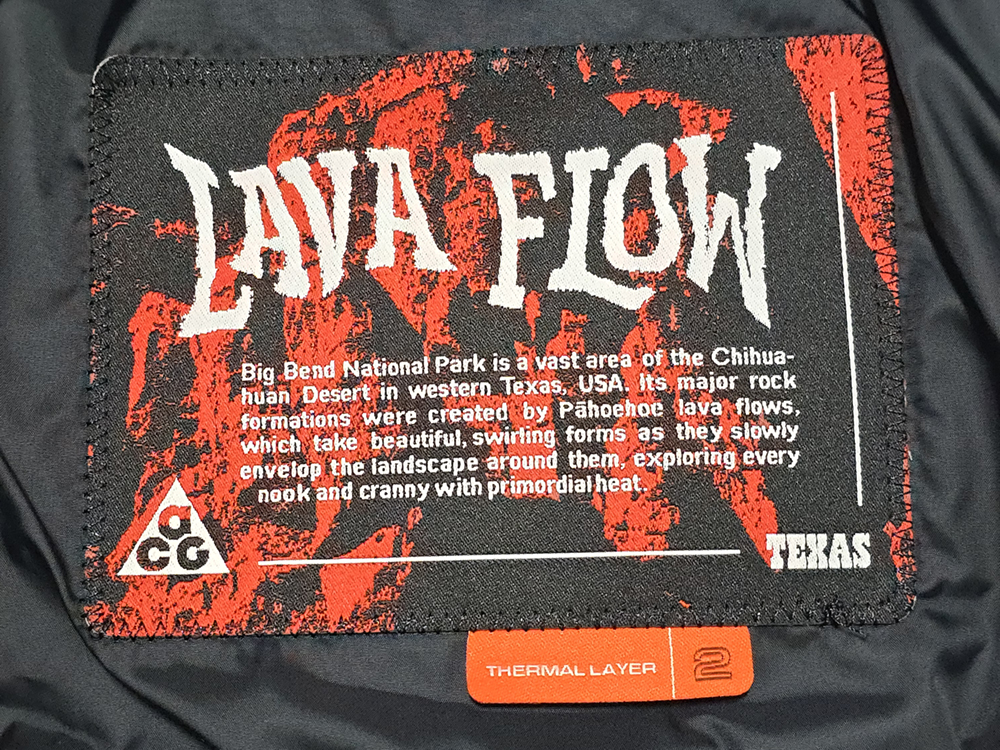 LAVA FLOW
Big Bend National Park is a vast area of the Chihua-
huan Desert in western Texas, USA. Its major rock
formations were created by Pāhoehoe lava flows,
which take beautiful, swirling forms as they slowly
envelop the landscape around them, exploring every
nook and cranny with primordial heat.
a
CG
TEXAS
THERMAL LAYER 2